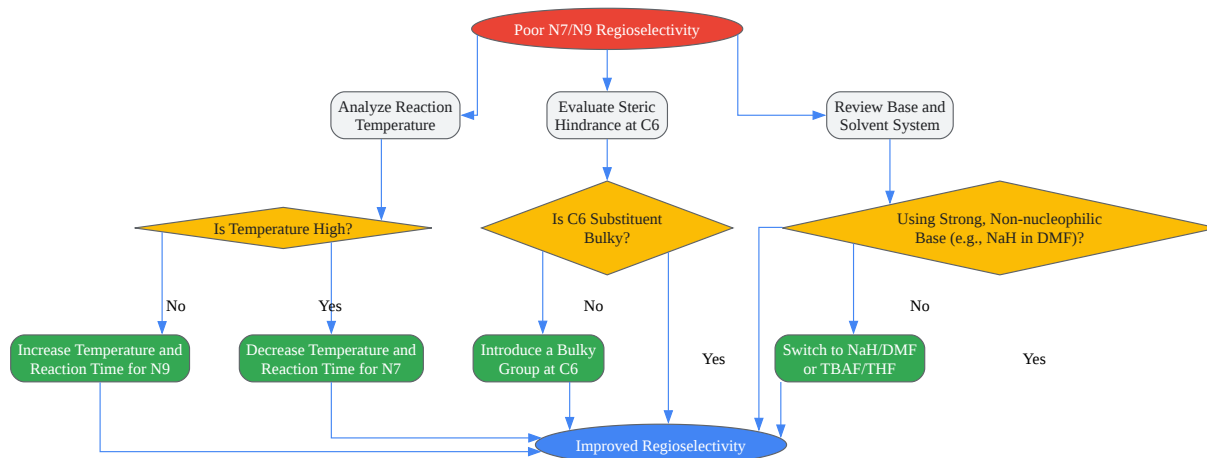 Poor N7/N9 Regioselectivity
Analyze Reaction
Temperature
Evaluate Steric
Hindrance at C6
Review Base and
Solvent System
Is Temperature High?
Is C6 Substituent
Bulky?
Using Strong, Non-nucleophilic
Base (e.g., NaH in DMF)?
No
Yes
No
No
Increase Temperature and
Reaction Time for N9
Decrease Temperature and
Reaction Time for N7
Introduce a Bulky
Group at C6
Yes
Switch to NaH/DMF
or TBAF/THF
Yes
Improved Regioselectivity